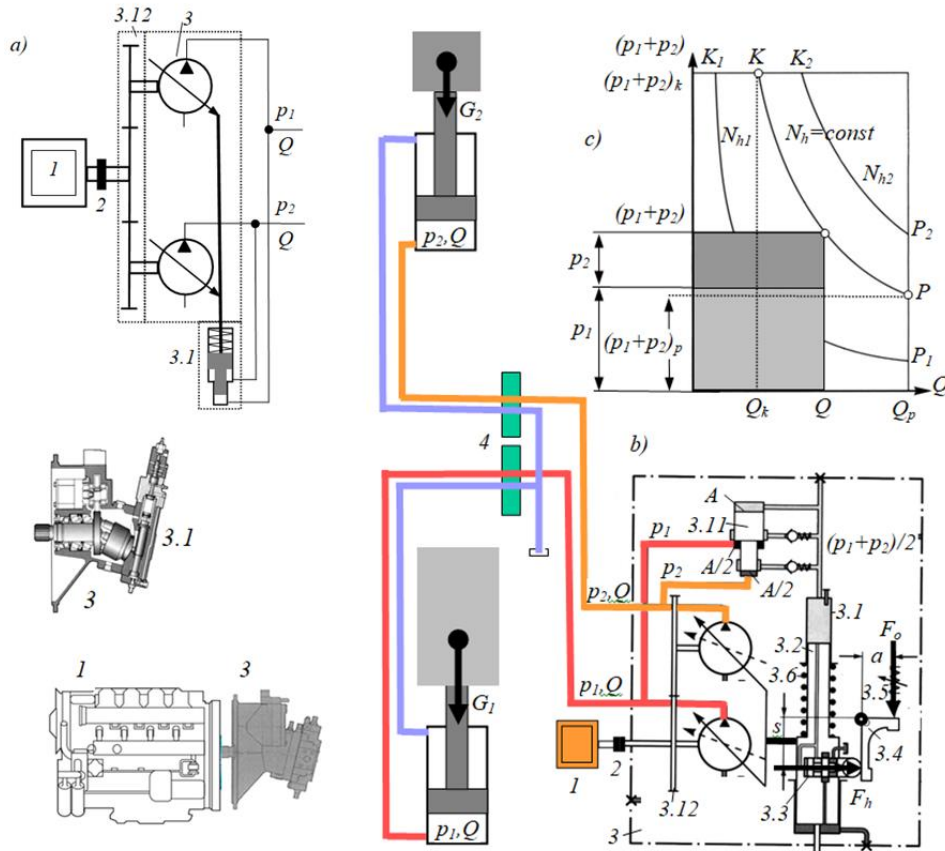 a)
3.12
3
p1
Q
1
2
p2
Q
3.1
3.1
3
1
3
G2
p2,Q
4
G1
p1,Q
c)
(p1+p2)
K1
K
K2
(p1+p2)k
Nh1
Nh=const
Nh2
(p1+p2)
P2
p2
P
p1
(p1+p2)p
P1
Q
Qk
Q
Qp
b)
A
3.11
p1
(p1+p2)/2
A/2
p2
A/2
p2,Q
3.1
3.2
Fo
a
3.6
3.5
p1,Q
s
3.4
1
2
3.12
3.3
Fh
3